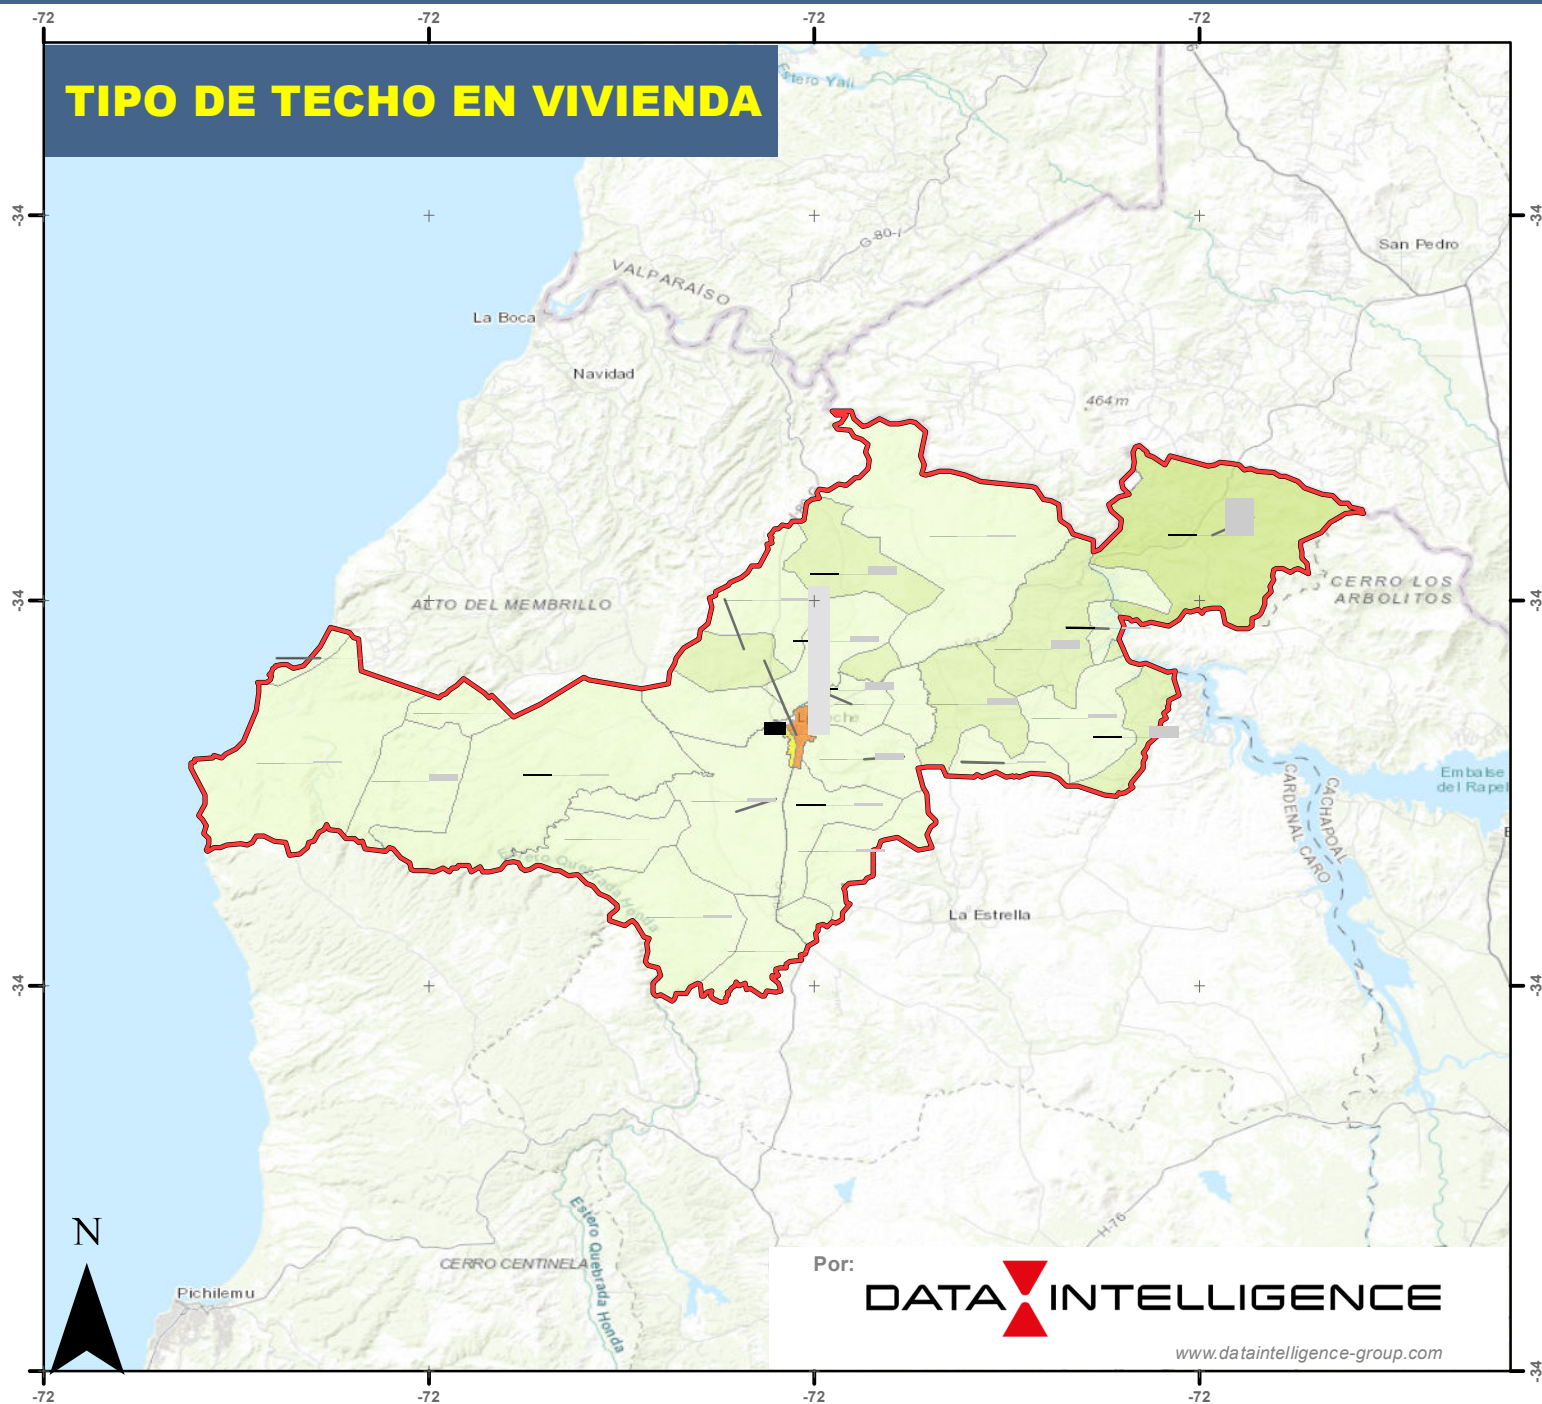 -72
-72
-72
-72
TIPO DE TECHO EN VIVIENDA
Estero Yali
-34
-34
San Pedro
G-80-I
VALPARAÍSO
La Boca
Navidad
464 m
CERRO LOS
ARBOLITOS
-34
-34
ALTO DEL MEMBRILLO
Embalse
del Rapel
CACHAPOAL
CARDENAL CARO
La Estrella
-34
-34
H-76
Estero Quebrada Honda
CERRO CENTINELA
N
Pichilemu
Por:
DATA INTELLIGENCE
www.dataintelligence-group.com
-34
-72
-72
-72
-72